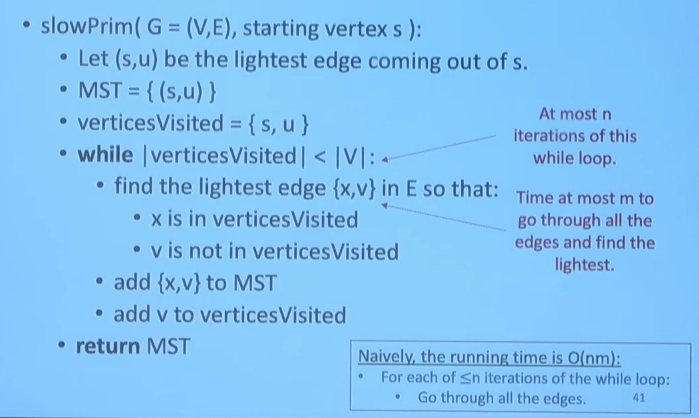 • slowPrim( G = (V,E), starting vertex s ):
• Let (s,u) be the lightest edge coming out of s.
• MST = { (s,u) }
• verticesVisited = { s, u }
• while |verticesVisited| < |V|:
• find the lightest edge {x,v} in E so that:
• x is in verticesVisited
• v is not in verticesVisited
• add {x,v} to MST
• add v to verticesVisited
• return MST
At most n
iterations of this
while loop.
Time at most m to
go through all the
edges and find the
lightest.
Naively, the running time is O(nm):
• For each of ≤n iterations of the while loop:
• Go through all the edges.
41